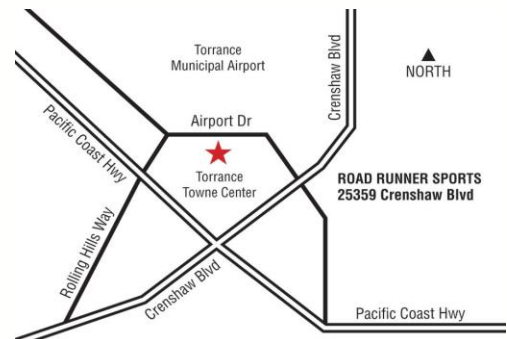 Torrance
Municipal Airport
Crenshaw Blvd
NORTH
Airport Dr
Pacific Coast Hwy
Torrance
Towne Center
ROAD RUNNER SPORTS
25359 Crenshaw Blvd
Rolling Hills Way
Crenshaw Blvd
Pacific Coast Hwy